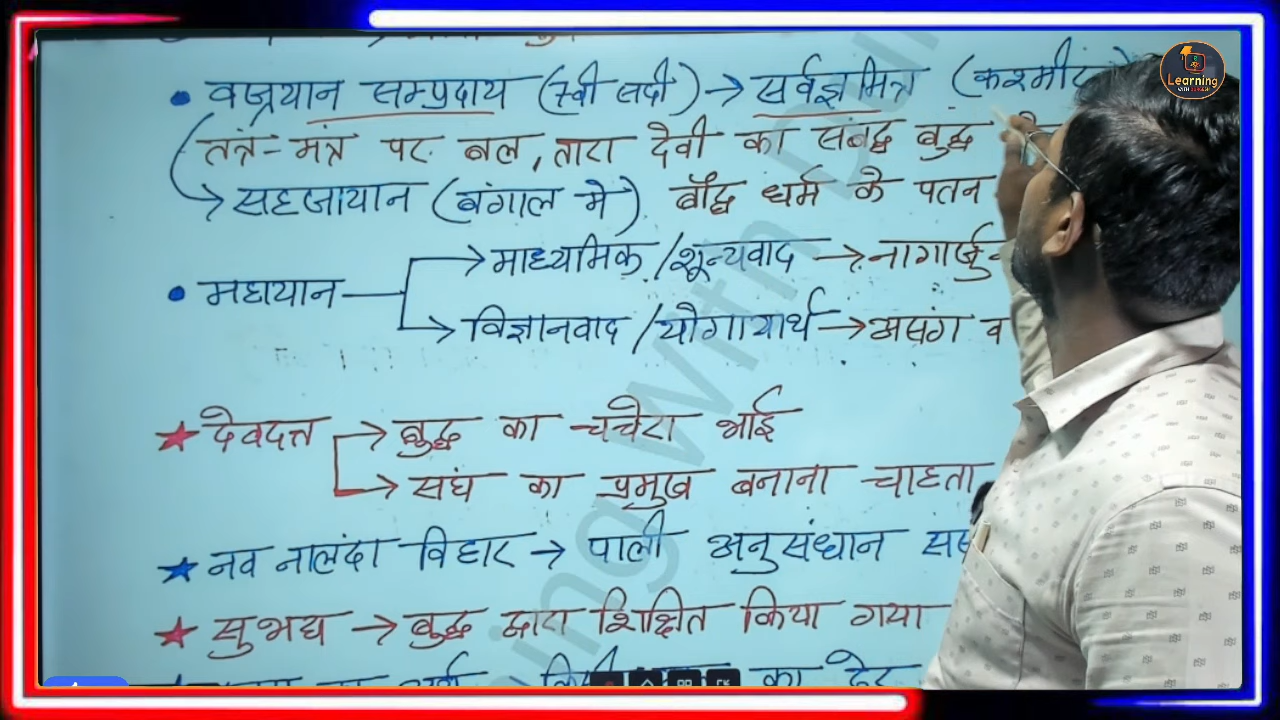 Learning
• वज्रयान सम्प्रदाय (7वी सदी) → सर्वज्ञमित्र (कश्मीर
(तंत्र-मंत्र पर बल, तारा देवी का संबद्ध बुद्ध
→ सहजायान (बंगाल मे) बौद्ध धर्म के पतन
→ माध्यमिक/शून्यवाद → नागार्जु
• महायान
→ विज्ञानवाद/योगायार्थ → असंग व
★ देवदत्त → बुद्ध का चचेरा भाई
→ संघ का प्रमुख बनाना चाहता
★ नव नालंदा विहार → पाली अनुसंधान
★ सुभद्य → बुद्ध द्वारा शिक्षित किया गया
का ढेर